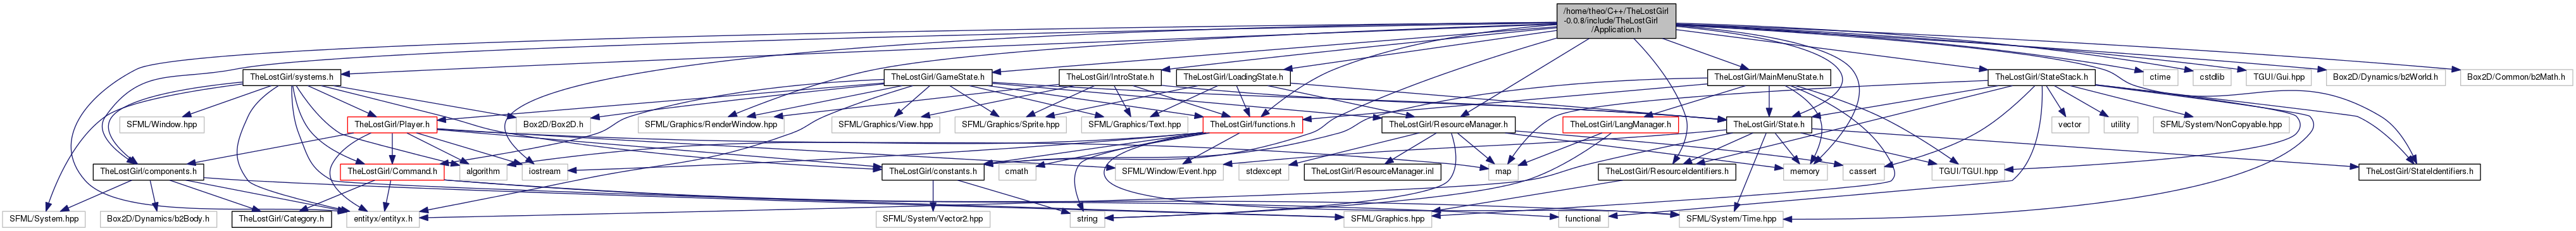 /home/theo/C++/TheLostGirl
-0.0.8/include/TheLostGirl
/Application.h
TheLostGirl/systems.h
TheLostGirl/GameState.h
TheLostGirl/IntroState.h
TheLostGirl/LoadingState.h
TheLostGirl/MainMenuState.h
TheLostGirl/StateStack.h
ctime
cstdlib
TGUI/Gui.hpp
Box2D/Dynamics/b2World.h
Box2D/Common/b2Math.h
SFML/Window.hpp
TheLostGirl/Player.h
Box2D/Box2D.h
SFML/Graphics/RenderWindow.hpp
SFML/Graphics/View.hpp
SFML/Graphics/Sprite.hpp
SFML/Graphics/Text.hpp
TheLostGirl/functions.h
TheLostGirl/ResourceManager.h
TheLostGirl/LangManager.h
TheLostGirl/State.h
vector
utility
SFML/System/NonCopyable.hpp
TheLostGirl/components.h
TheLostGirl/Command.h
algorithm
iostream
SFML/Window/Event.hpp
TheLostGirl/constants.h
cmath
stdexcept
TheLostGirl/ResourceManager.inl
map
TheLostGirl/ResourceIdentifiers.h
memory
cassert
TGUI/TGUI.hpp
TheLostGirl/StateIdentifiers.h
SFML/System.hpp
Box2D/Dynamics/b2Body.h
TheLostGirl/Category.h
entityx/entityx.h
string
SFML/System/Vector2.hpp
SFML/Graphics.hpp
functional
SFML/System/Time.hpp